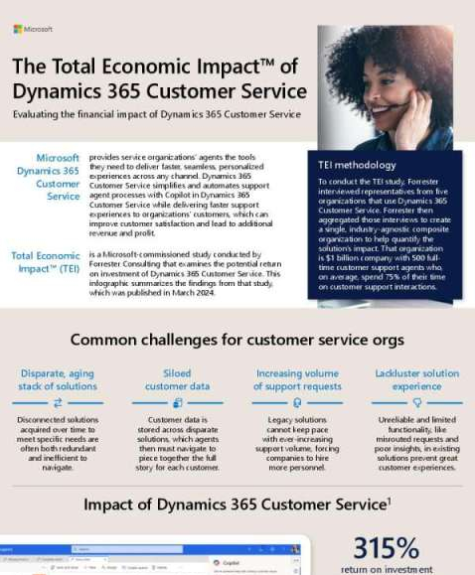 Microsoft
The Total Economic Impact™ of
Dynamics 365 Customer Service
Evaluating the financial impact of Dynamics 365 Customer Service
Microsoft
Dynamics 365
Customer
Service
provides service organizations' agents the tools
they need to deliver faster, seamless, personalized
experiences across any channel. Dynamics 365
Customer Service simplifies and automates support
agent processes with Copilot in Dynamics 365
Customer Service while delivering faster support
experiences to organizations' customers, which can
improve customer satisfaction and lead to additional
revenue and profit.
Total Economic
Impact™ (TEI)
is a Microsoft-commissioned study conducted by
Forrester Consulting that examines the potential return
on investment of Dynamics 365 Customer Service. This
infographic summarizes the findings from that study,
which was published in March 2024.
TEI methodology
To conduct the TEI study, Forrester
interviewed representatives from five
organizations that use Dynamics 365
Customer Service. Forrester then
aggregated those interviews to create
a single, industry-agnostic composite
organization to help quantify the
solution's impact. That organization
is $1 billion company with 500 full-
time customer support agents who,
on average, spend 75% of their time
on customer support interactions.
Common challenges for customer service orgs
Disparate, aging
stack of solutions
Disconnected solutions
acquired over time to
meet specific needs are
often both redundant
and inefficient to
navigate.
Siloed
customer data
Customer data is
stored across disparate
solutions, which agents
then must navigate to
piece together the full
story for each customer.
Increasing volume
of support requests
Legacy solutions
cannot keep pace
with ever-increasing
support volume, forcing
companies to hire
more personnel.
Lackluster solution
experience
Unreliable and limited
functionality, like
misrouted requests and
poor insights, in existing
solutions prevent great
customer experiences.
Impact of Dynamics 365 Customer Service¹
Copilot
315%
return on investment